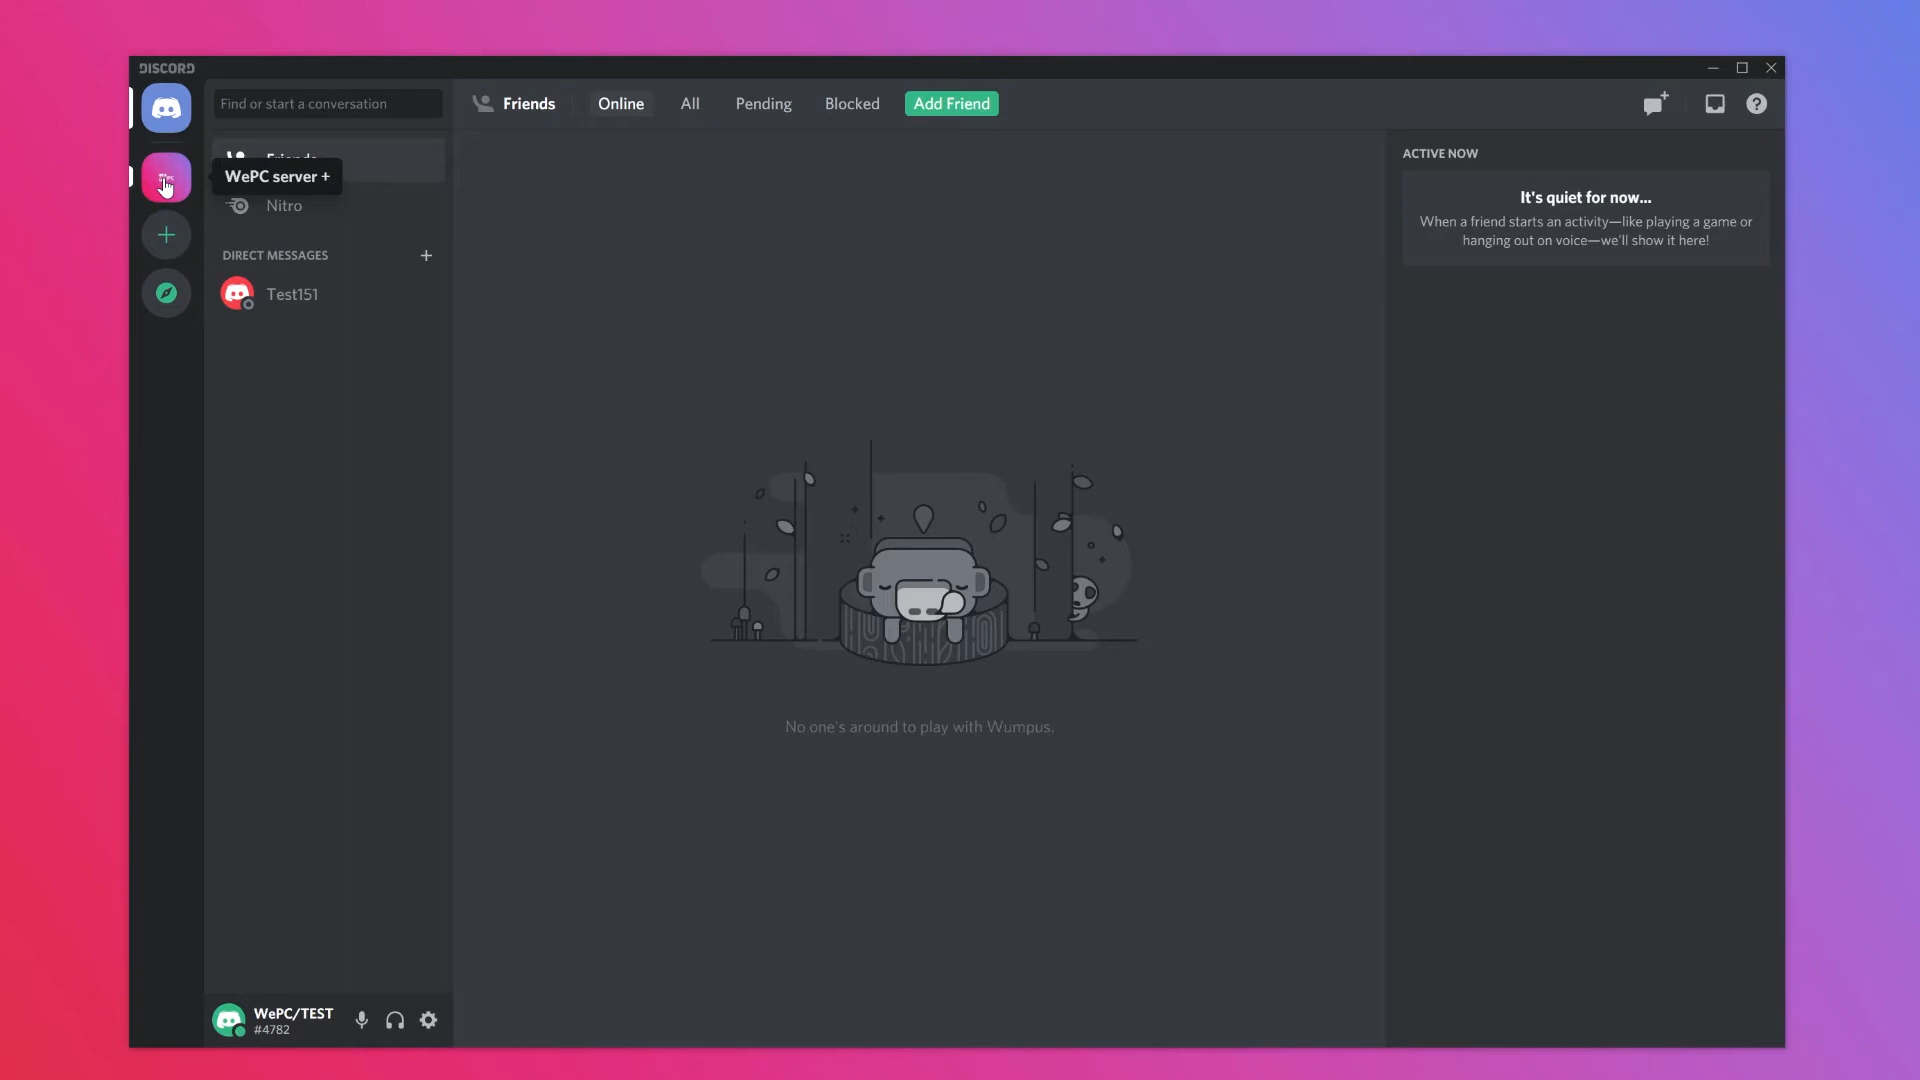 DISCORD
Find or start a conversation
Friends
Online
All
Pending
Blocked
Add Friend
Friends
WePC server +
Nitro
DIRECT MESSAGES
Test151
ACTIVE NOW
It's quiet for now...
When a friend starts an activity—like playing a game or
hanging out on voice—we'll show it here!
No one's around to play with Wumpus.
WePC/TEST
#4782